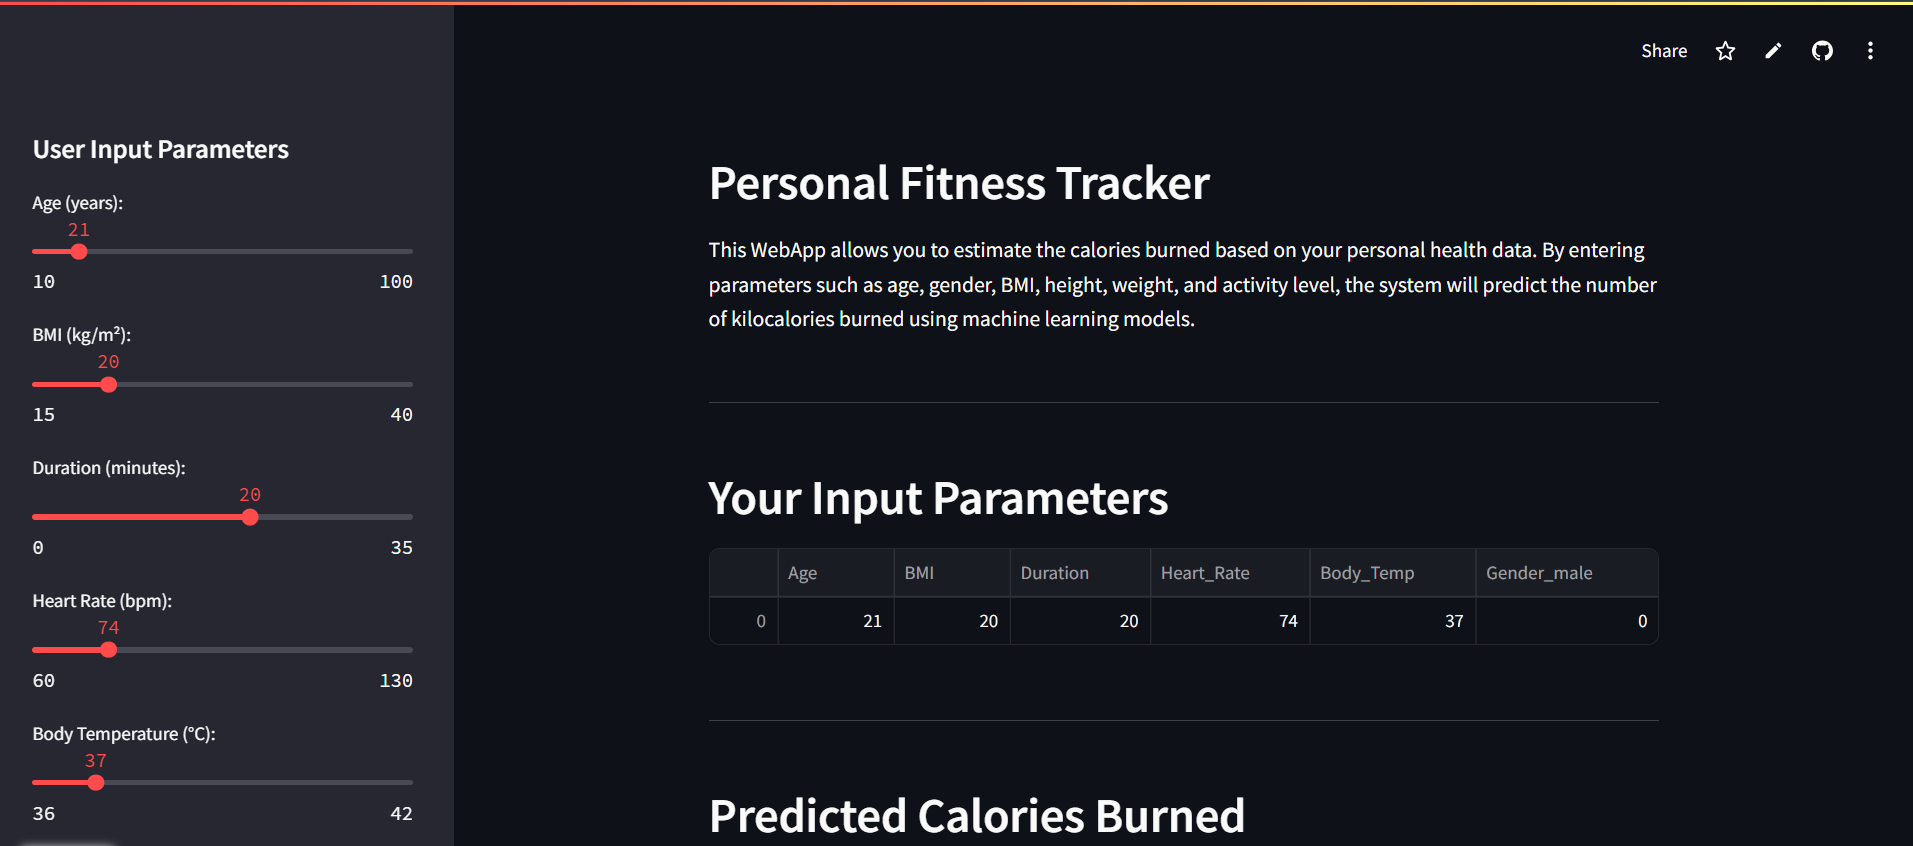 Share
User Input Parameters
Age (years):
21
10 100
BMI (kg/m²):
20
15 40
Duration (minutes):
20
0 35
Heart Rate (bpm):
74
60 130
Body Temperature (°C):
37
36 42
Personal Fitness Tracker
This WebApp allows you to estimate the calories burned based on your personal health data. By entering
parameters such as age, gender, BMI, height, weight, and activity level, the system will predict the number
of kilocalories burned using machine learning models.
Your Input Parameters
Age BMI Duration Heart_Rate Body_Temp Gender_male
0 21 20 20 74 37 0
Predicted Calories Burned